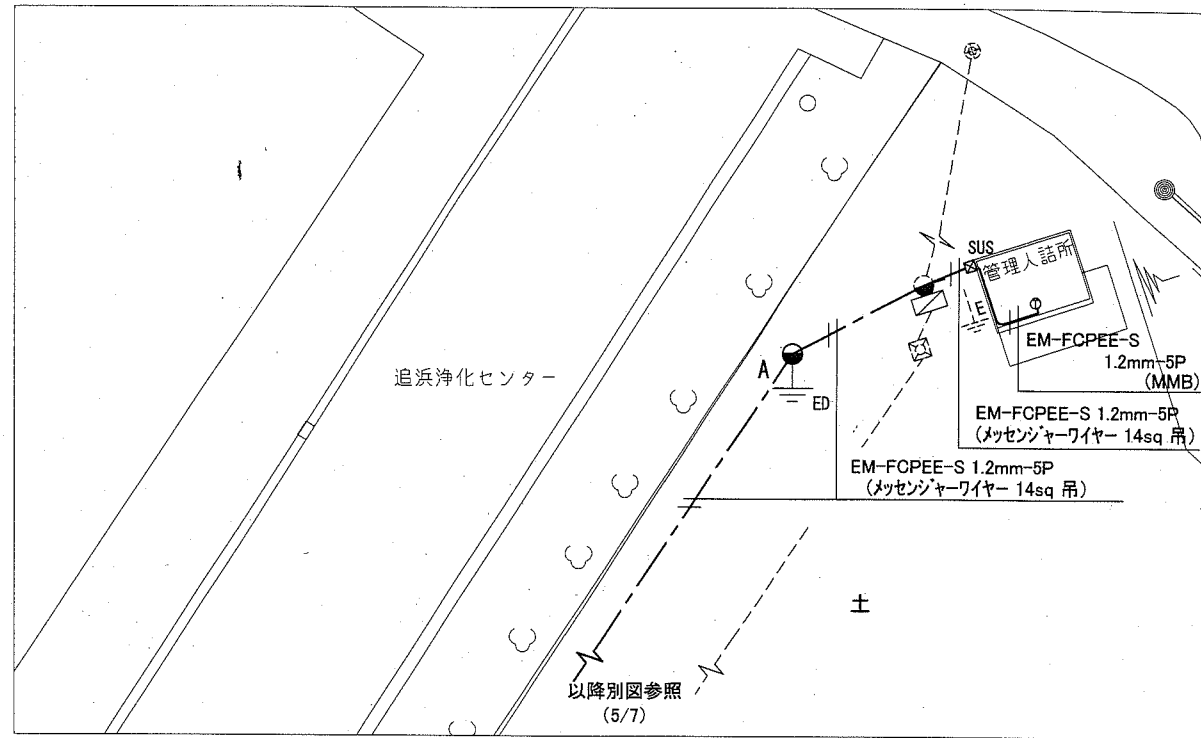 SUS
管理人詰所
E
EM-FCPEE-S
1.2mm-5P
(MMB)
A
ED
追浜浄化センター
EM-FCPEE-S 1.2mm-5P
(メッセンジャーワイヤー 14sq 吊)
EM-FCPEE-S 1.2mm-5P
(メッセンジャーワイヤー 14sq 吊)
土
以降別図参照
(5/7)